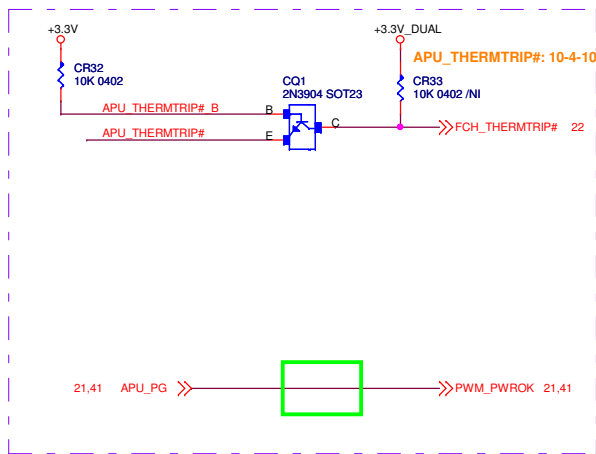 +3.3V
+3.3V_DUAL
APU_THERMTRIP#: 10-4-10
CR32
10K 0402
CQ1
2N3904 SOT23
CR33
10K 0402 /NI
APU_THERMTRIP#_B
B
APU_THERMTRIP#
E
C
FCH_THERMTRIP# 22
21,41 APU_PG
PWM_PWROK 21,41